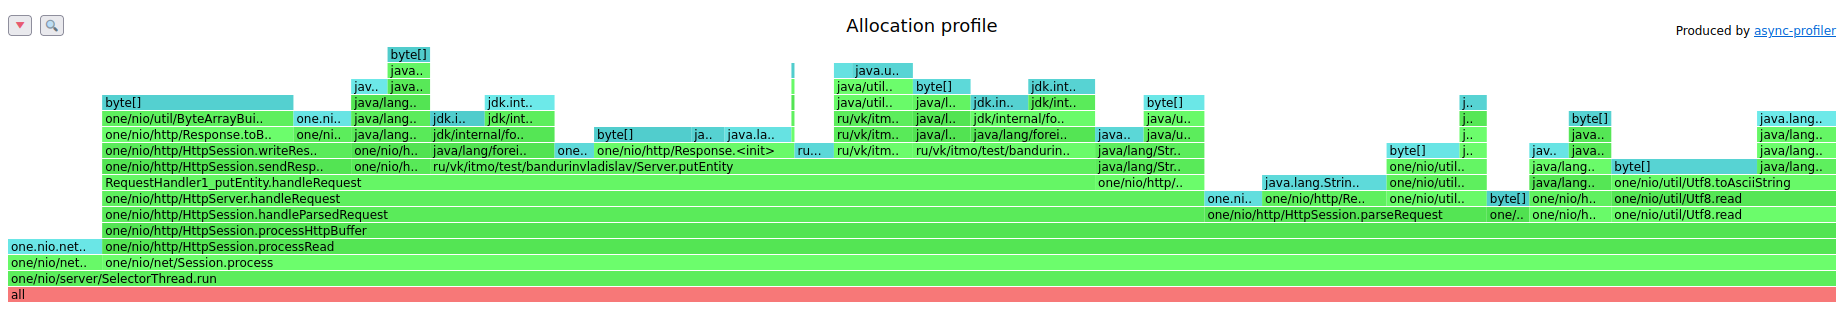 Allocation profile
Produced by async-profiler
byte[]
java.. java.u..
jav.. java.. java/util.. byte[] jdk.int..
byte[] java/lang.. jdk.int.. java/util.. java/l.. jdk.in.. jdk/int.. byte[] j..
one/nio/util/ByteArrayBui.. one.ni.. java/lang.. jdk.i.. jdk/int.. ru/vk/itm.. java/l.. jdk/internal/fo.. java/u.. j.. byte[] java.lang..
one/nio/http/Response.toB.. one/ni.. java/lang.. jdk/internal/fo.. byte[] ja.. java.la.. ru/vk/itm.. java/l.. java/lang/forei.. java.. java/u.. j.. java.. java/lang..
one/nio/http/HttpSession.writeRes.. one/nio/h.. java/lang/forei.. one.. one/nio/http/Response.<init> ru... ru/vk/itm.. ru/vk/itmo/test/bandurin.. java/lang/Str.. byte[] j.. jav.. java.. java/lang..
one/nio/http/HttpSession.sendResp.. one/nio/h.. ru/vk/itmo/test/bandurinvladislav/Server.putEntity java/lang/Str.. one/nio/util.. java/lang.. byte[] java/lang..
RequestHandler1_putEntity.handleRequest one/nio/http/.. java.lang.Strin.. one/nio/util.. java/lang.. one/nio/util/Utf8.toAsciiString
one/nio/http/HttpServer.handleRequest one.ni.. one/nio/http/Re.. one/nio/util.. byte[] one/nio/h.. one/nio/util/Utf8.read
one/nio/http/HttpSession.handleParsedRequest one/nio/http/HttpSession.parseRequest one/.. one/nio/h.. one/nio/util/Utf8.read
one/nio/http/HttpSession.processHttpBuffer
one.nio.net.. one/nio/http/HttpSession.processRead
one/nio/net.. one/nio/net/Session.process
one/nio/server/SelectorThread.run
all